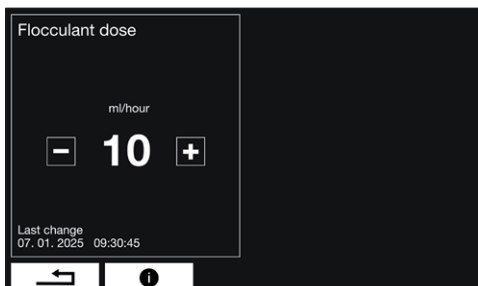 Flocculant dose
ml/hour
− 10 +
Last change
07. 01. 2025 09:30:45